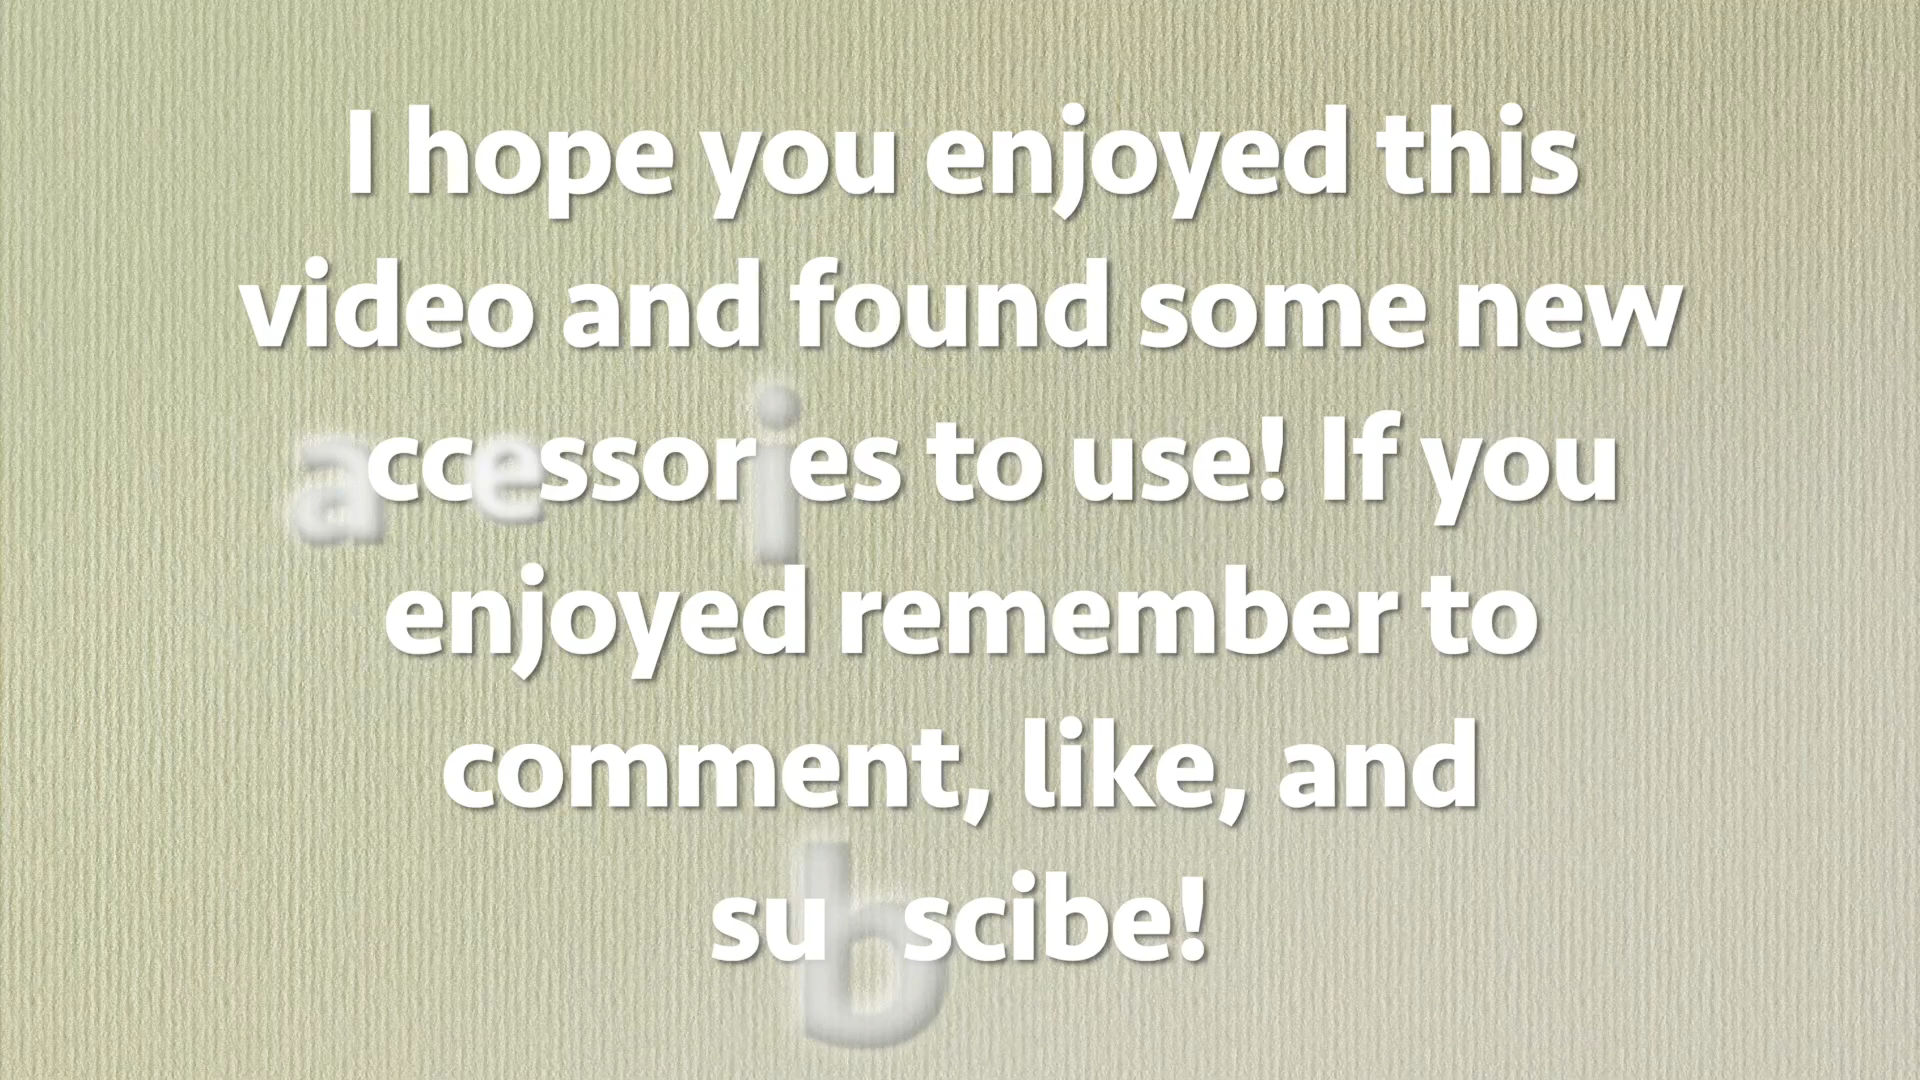 I hope you enjoyed this
video and found some new
accessories to use! If you
enjoyed remember to
comment, like, and
subscibe!